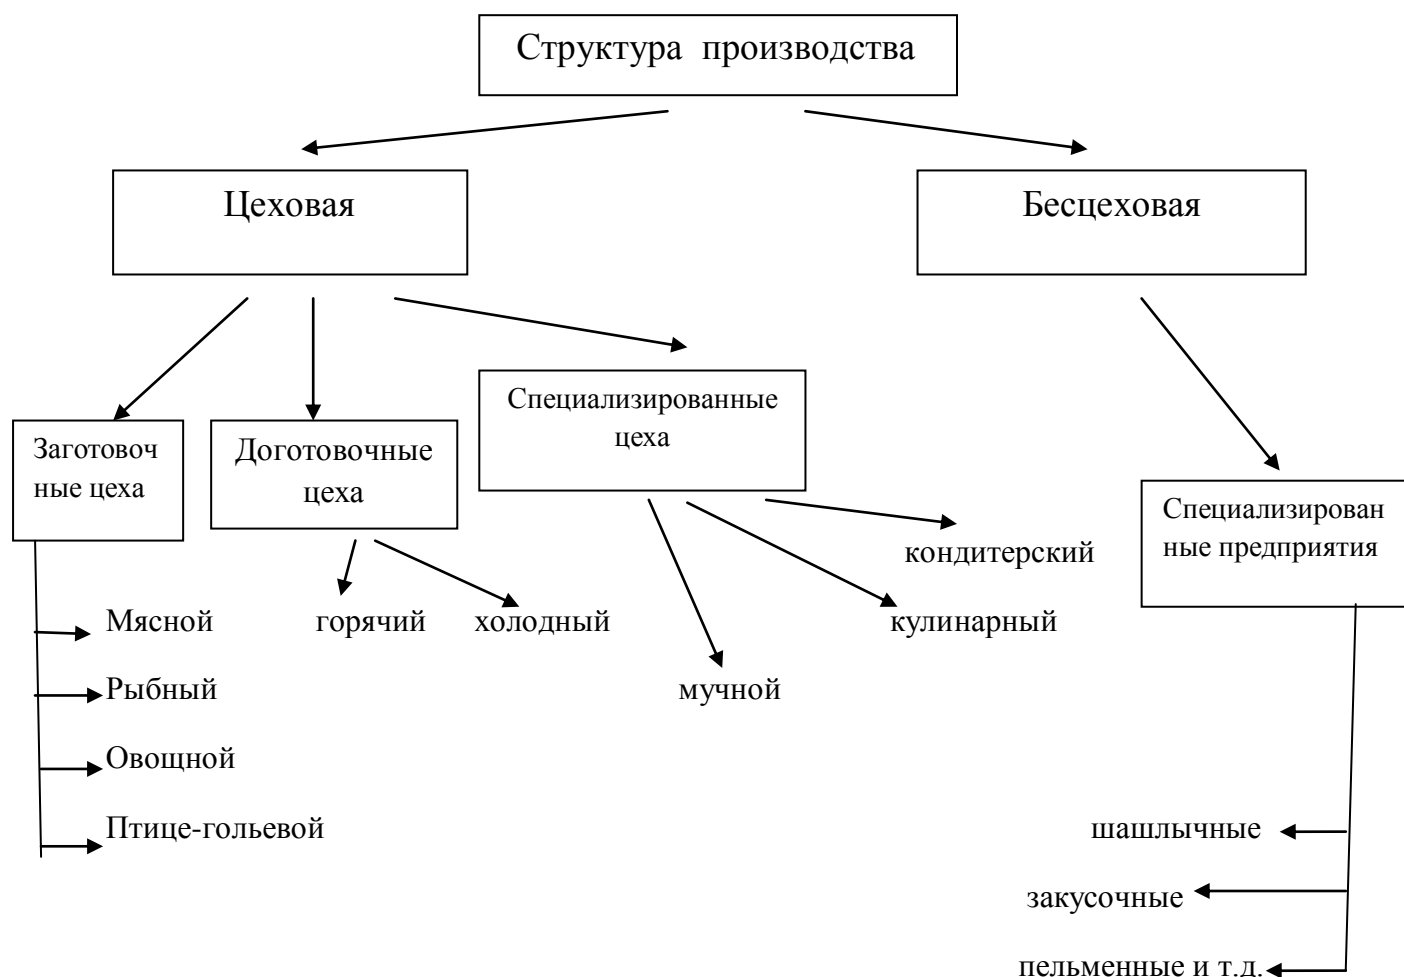 Структура производства
Цеховая
Бесцеховая
Специализированные
цеха
Заготовоч
ные цеха
Доготовочные
цеха
Специализирован
ные предприятия
кондитерский
Мясной
горячий
холодный
кулинарный
Рыбный
мучной
Овощной
Птице-гольевой
шашлычные
закусочные
пельменные и т.д.